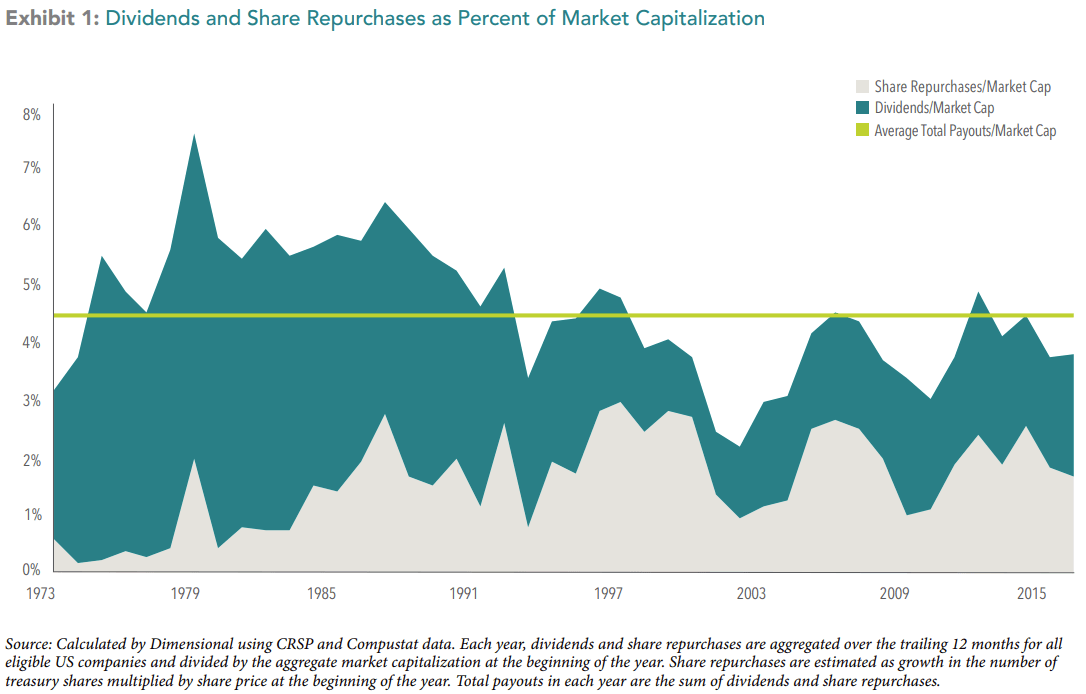 Exhibit 1: Dividends and Share Repurchases as Percent of Market Capitalization
Share Repurchases/Market Cap
Dividends/Market Cap
Average Total Payouts/Market Cap
8%
7%
6%
5%
4%
3%
2%
1%
0%
1973 1979 1985 1991 1997 2003 2009 2015
Source: Calculated by Dimensional using CRSP and Compustat data. Each year, dividends and share repurchases are aggregated over the trailing 12 months for all
eligible US companies and divided by the aggregate market capitalization at the beginning of the year. Share repurchases are estimated as growth in the number of
treasury shares multiplied by share price at the beginning of the year. Total payouts in each year are the sum of dividends and share repurchases.